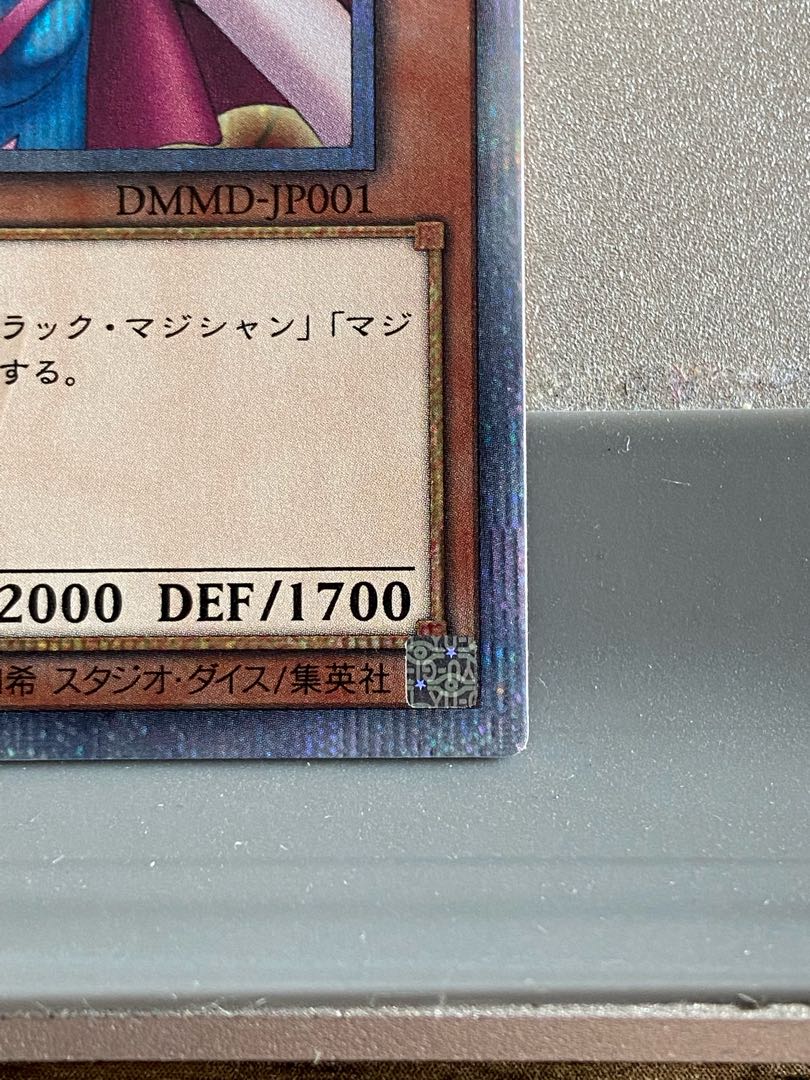 DMMD-JP001
ラック・マジシャン」「マジ
する。
2000 DEF/1700
希 スタジオ・ダイス/集英社